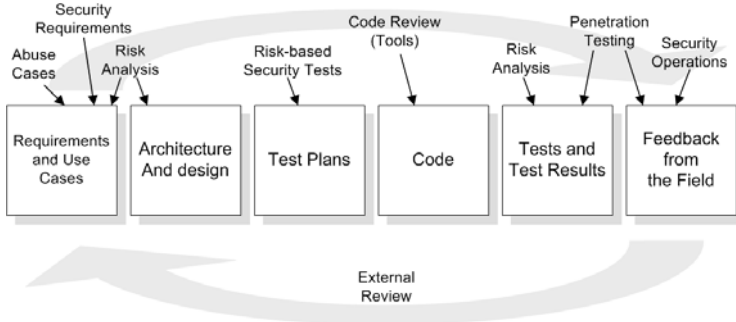 Security
Requirements
Abuse
Cases
Risk
Analysis
Risk-based
Security Tests
Code Review
(Tools)
Risk
Analysis
Penetration
Testing
Security
Operations
Requirements
and Use
Cases
Architecture
And design
Test Plans
Code
Tests and
Test Results
Feedback
from
the Field
External
Review